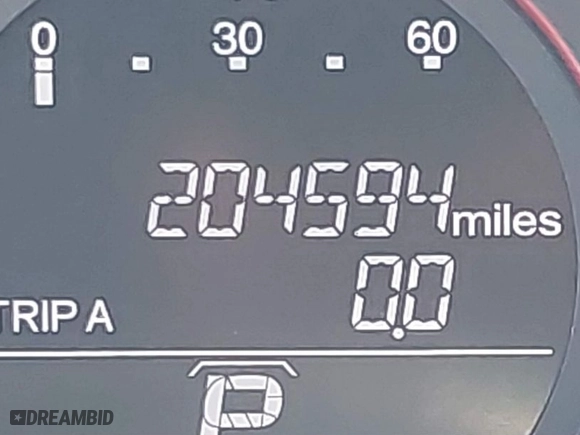 0 30 60
204594 miles
0.0
TRIP A
P
DREAMBID